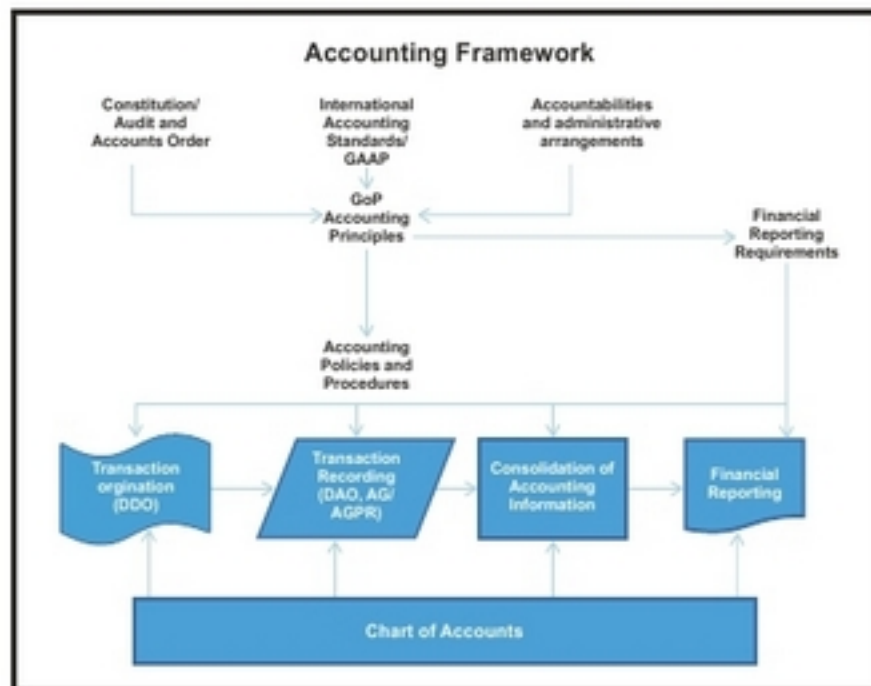 Accounting Framework
Constitution/
Audit and
Accounts Order
International
Accounting
Standards/
GAAP
Accountabilities
and administrative
arrangements
GoP
Accounting
Principles
Financial
Reporting
Requirements
Accounting
Policies and
Procedures
Transaction
orgination
(DDO)
Transaction
Recording
(DAO, AG/
AGPR)
Consolidation of
Accounting
Information
Financial
Reporting
Chart of Accounts